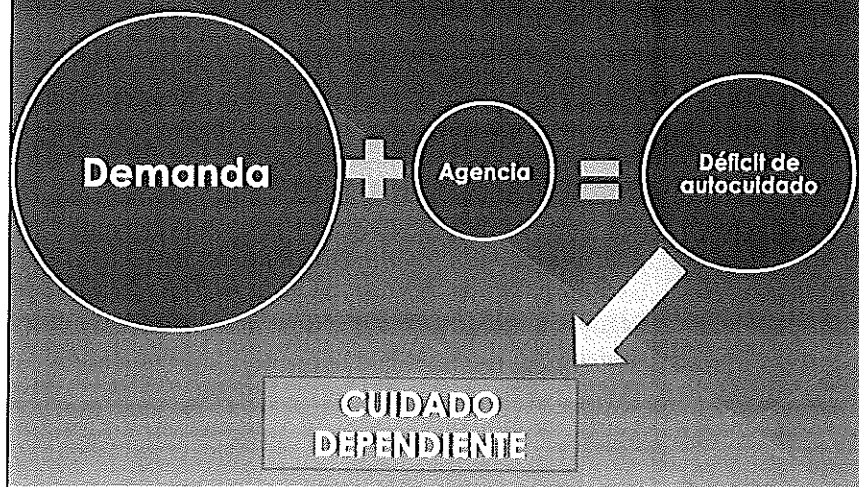 Demanda
+
Agencia
=
Déficit de
autocuidado
CUIDADO
DEPENDIENTE